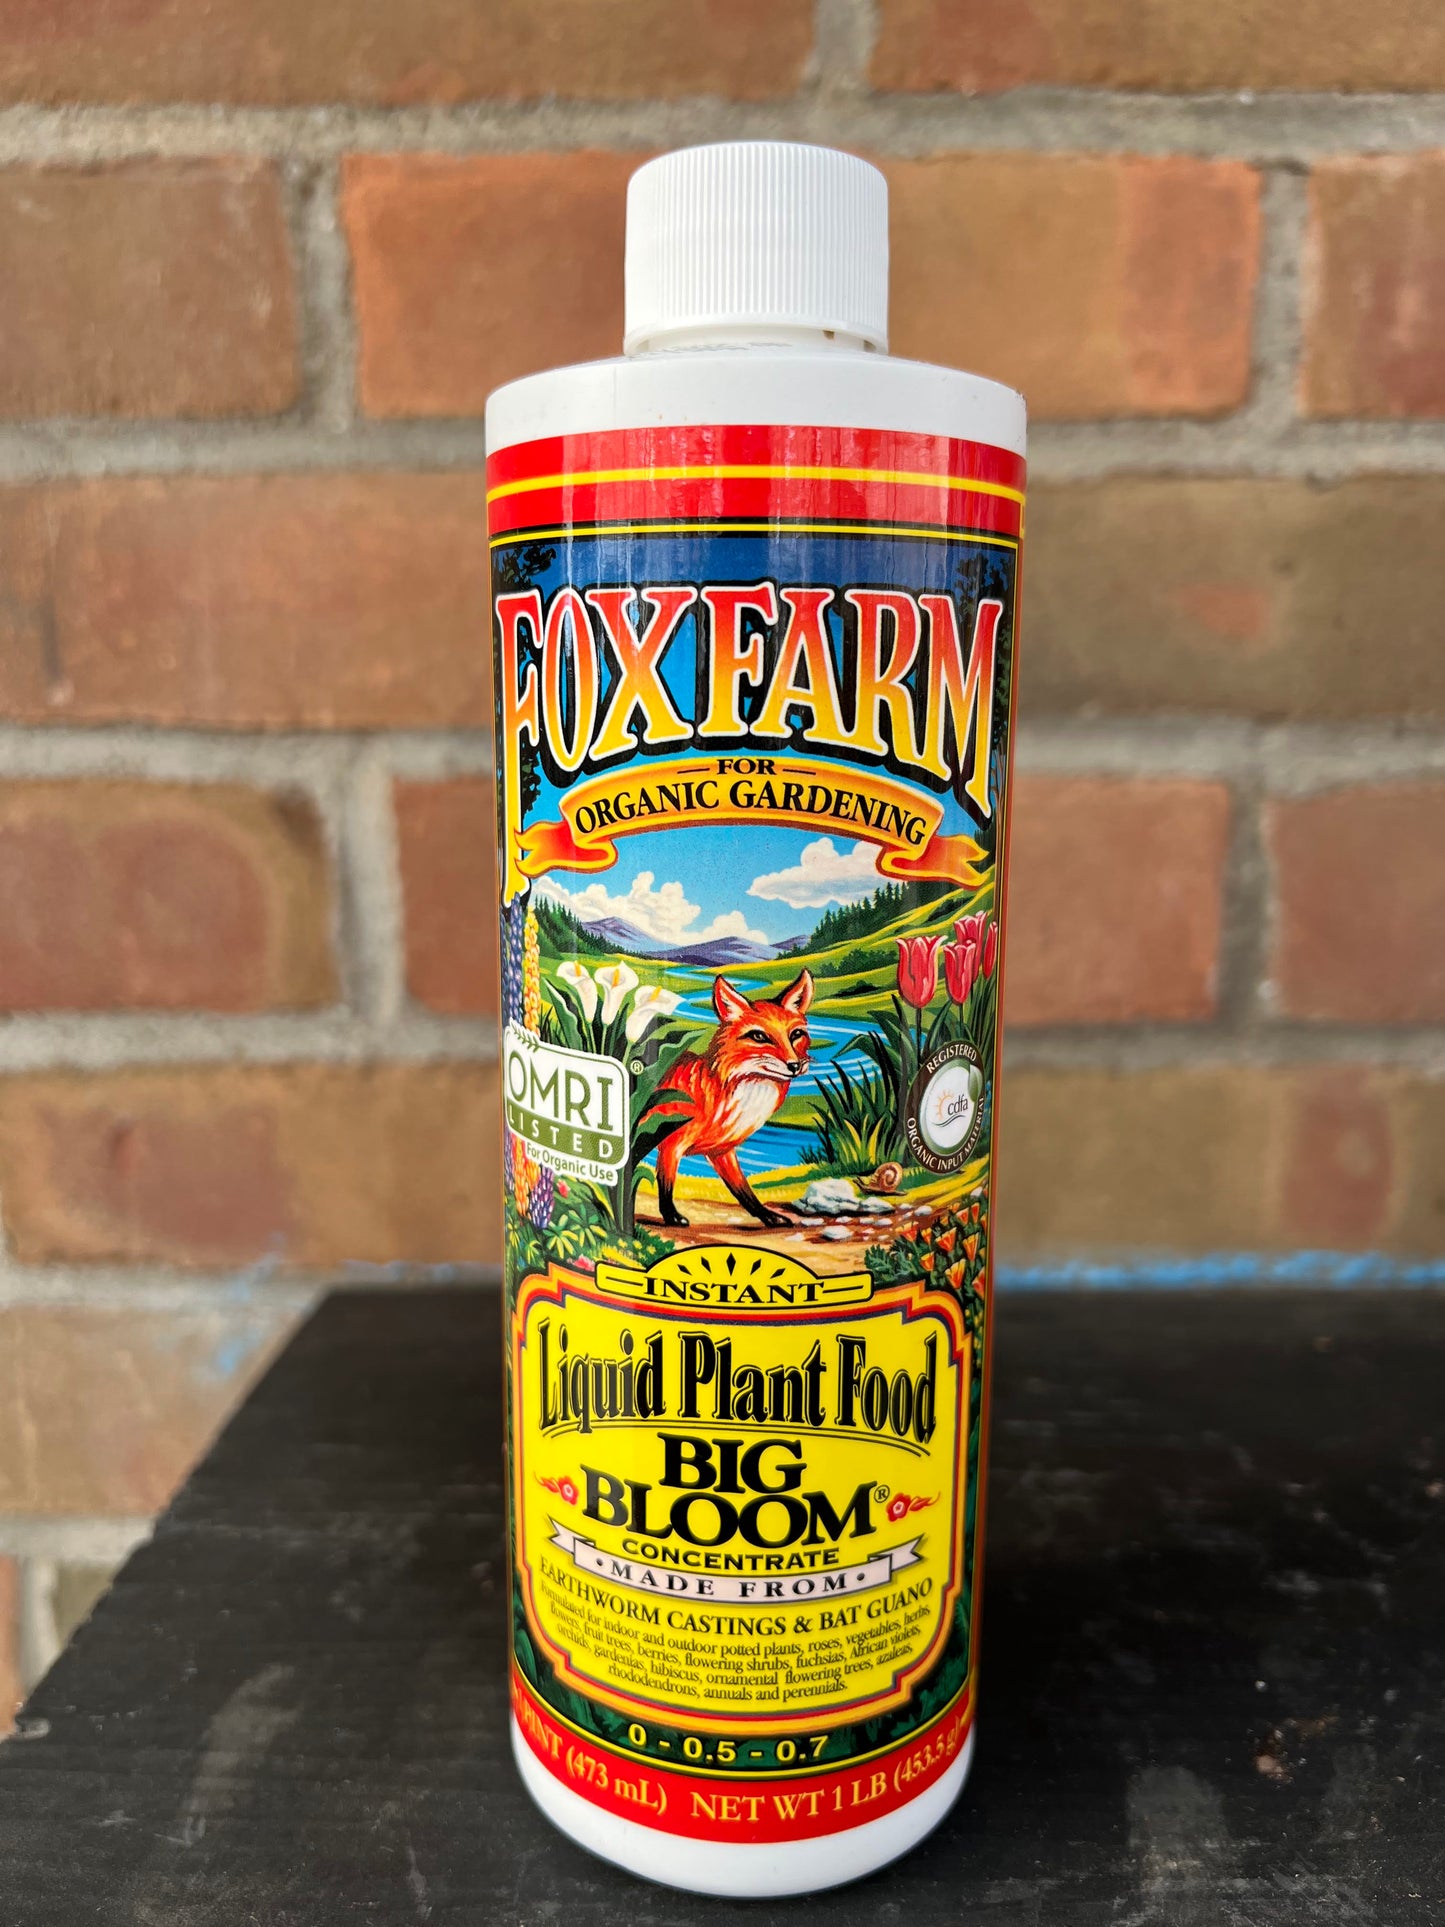 FOXFARM
FOR
ORGANIC GARDENING
OMRI ®
LISTED
For Organic Use
REGISTERED
cdfa
ORGANIC INPUT MATERIAL
INSTANT
Liquid Plant Food
BIG
BLOOM®
CONCENTRATE
• MADE FROM •
EARTHWORM CASTINGS & BAT GUANO
Formulated for indoor and outdoor potted plants, roses, vegetables, herbs,
flowers, fruit trees, berries, flowering shrubs, fuchsias, African violets,
orchids, gardenias, hibiscus, ornamental flowering trees, azaleas,
rhododendrons, annuals and perennials.
0 - 0.5 - 0.7
PINT (473 mL) NET WT 1 LB (453.5 g)